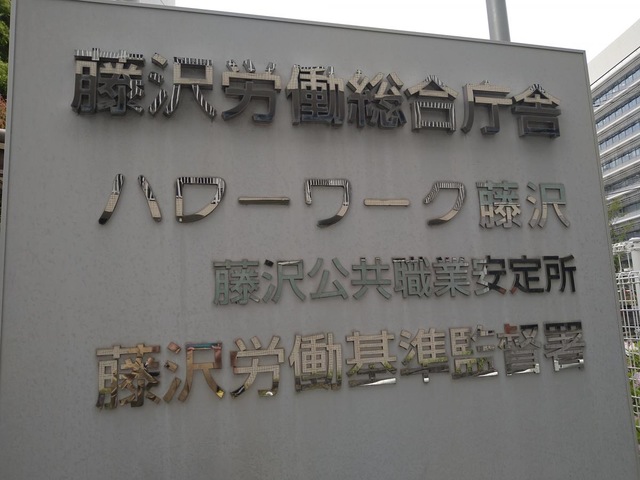 藤沢労働総合庁舎
ハローワーク藤沢
藤沢公共職業安定所
藤沢労働基準監督署